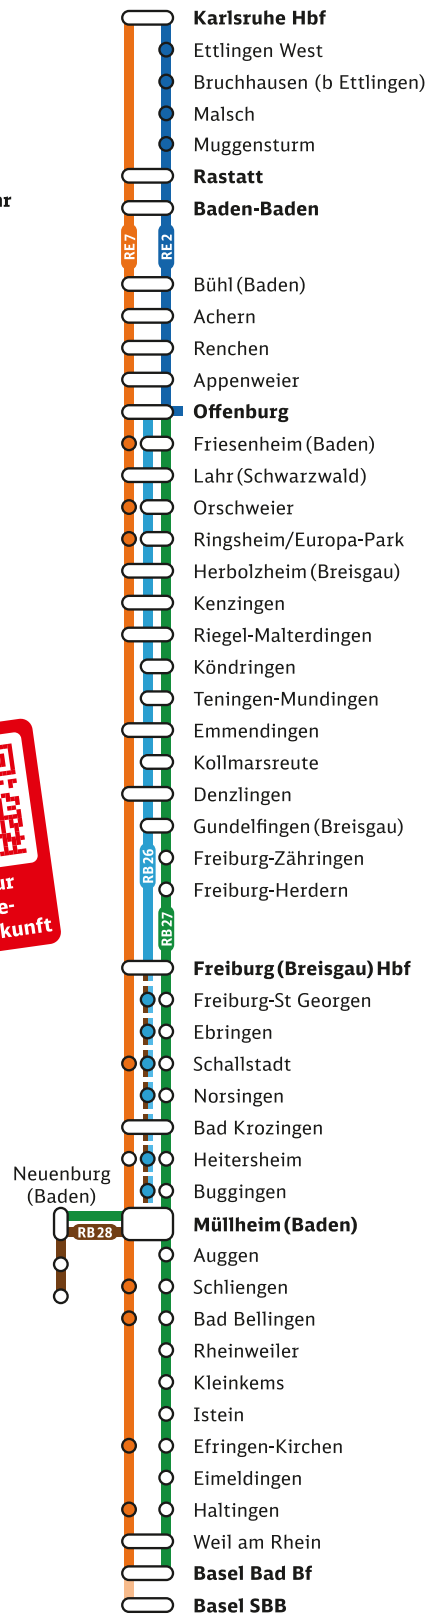 Karlsruhe Hbf
Ettlingen West
Bruchhausen (b Ettlingen)
Malsch
Muggensturm
Rastatt
Baden-Baden
RE 7
RE 2
Bühl (Baden)
Achern
Renchen
Appenweier
Offenburg
Friesenheim (Baden)
Lahr (Schwarzwald)
Orschweier
Ringsheim/Europa-Park
Herbolzheim (Breisgau)
Kenzingen
Riegel-Malterdingen
Köndringen
Teningen-Mundingen
Emmendingen
Kollmarsreute
Denzlingen
Gundelfingen (Breisgau)
RB 26
Freiburg-Zähringen
Freiburg-Herdern
kunft
RB 27
Freiburg (Breisgau) Hbf
Freiburg-St Georgen
Ebringen
Schallstadt
Norsingen
Bad Krozingen
Heitersheim
Buggingen
Neuenburg
(Baden)
RB 28
Müllheim (Baden)
Auggen
Schliengen
Bad Bellingen
Rheinweiler
Kleinkems
Istein
Efringen-Kirchen
Eimeldingen
Haltingen
Weil am Rhein
Basel Bad Bf
Basel SBB